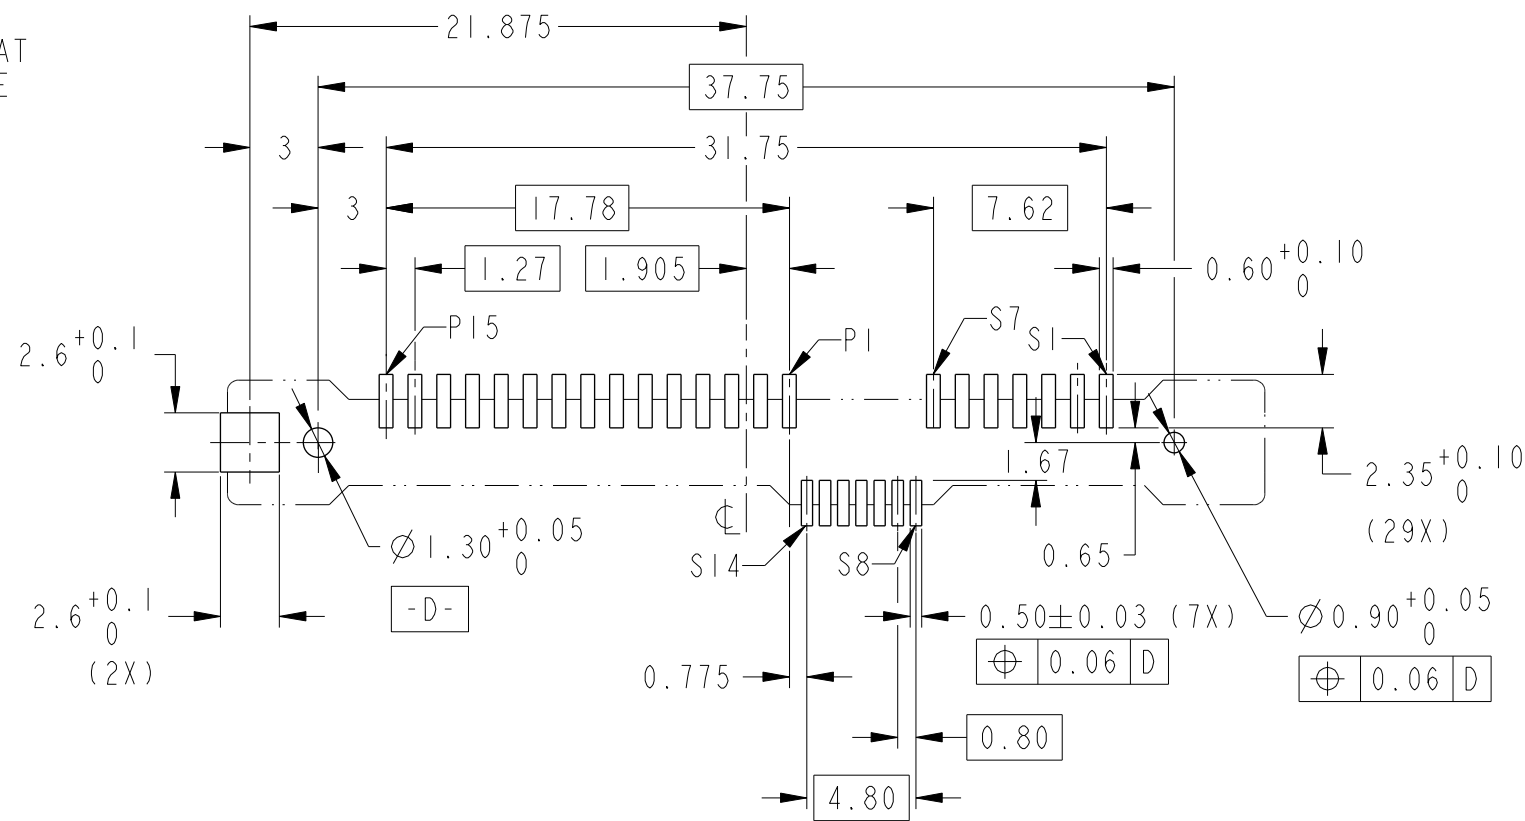 AT
E
21.875
37.75
3
31.75
3
17.78
7.62
1.27
1.905
0.60 +0.10
0
P15
P1
S7
S1
2.6 +0.1
0
1.67
2.35 +0.10
0
(29X)
⌀1.30 +0.05
0
-D-
℄
S14
S8
0.65
2.6 +0.1
0
(2X)
0.50±0.03 (7X)
⌖ 0.06 D
⌀0.90 +0.05
0
⌖ 0.06 D
0.775
0.80
4.80